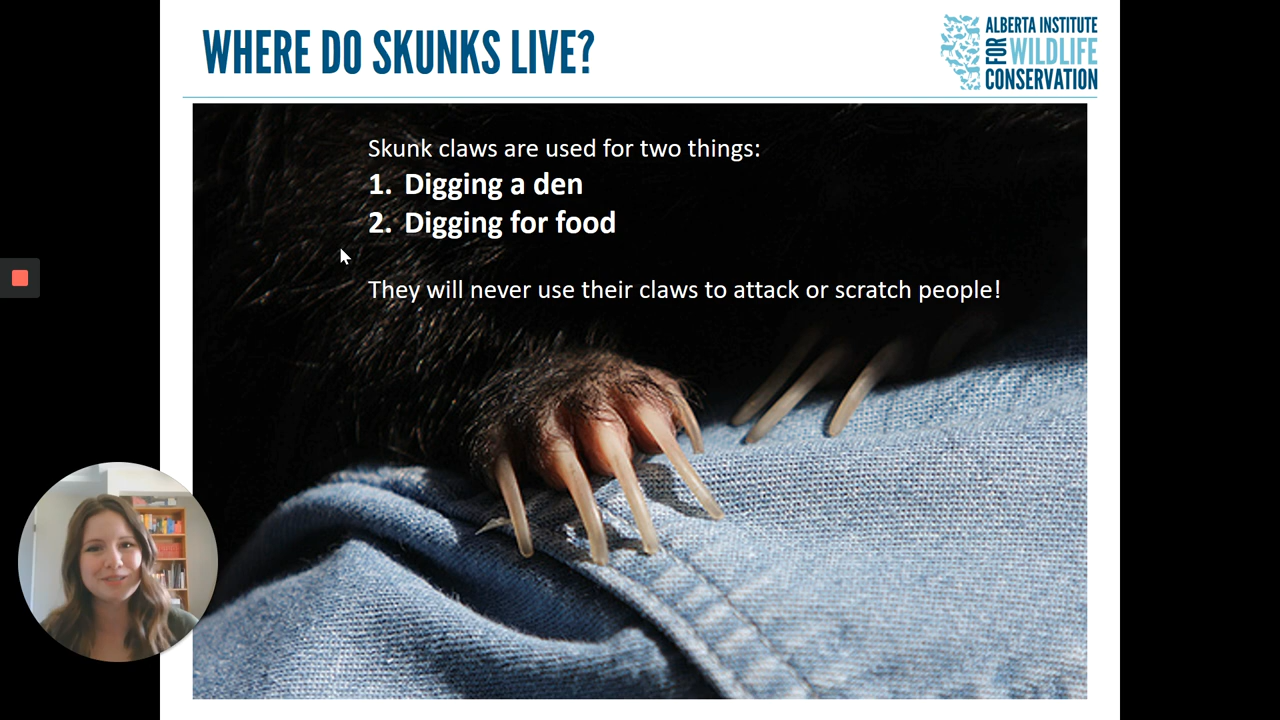 WHERE DO SKUNKS LIVE?
ALBERTA INSTITUTE
FOR WILDLIFE
CONSERVATION
Skunk claws are used for two things:
1. Digging a den
2. Digging for food
They will never use their claws to attack or scratch people!